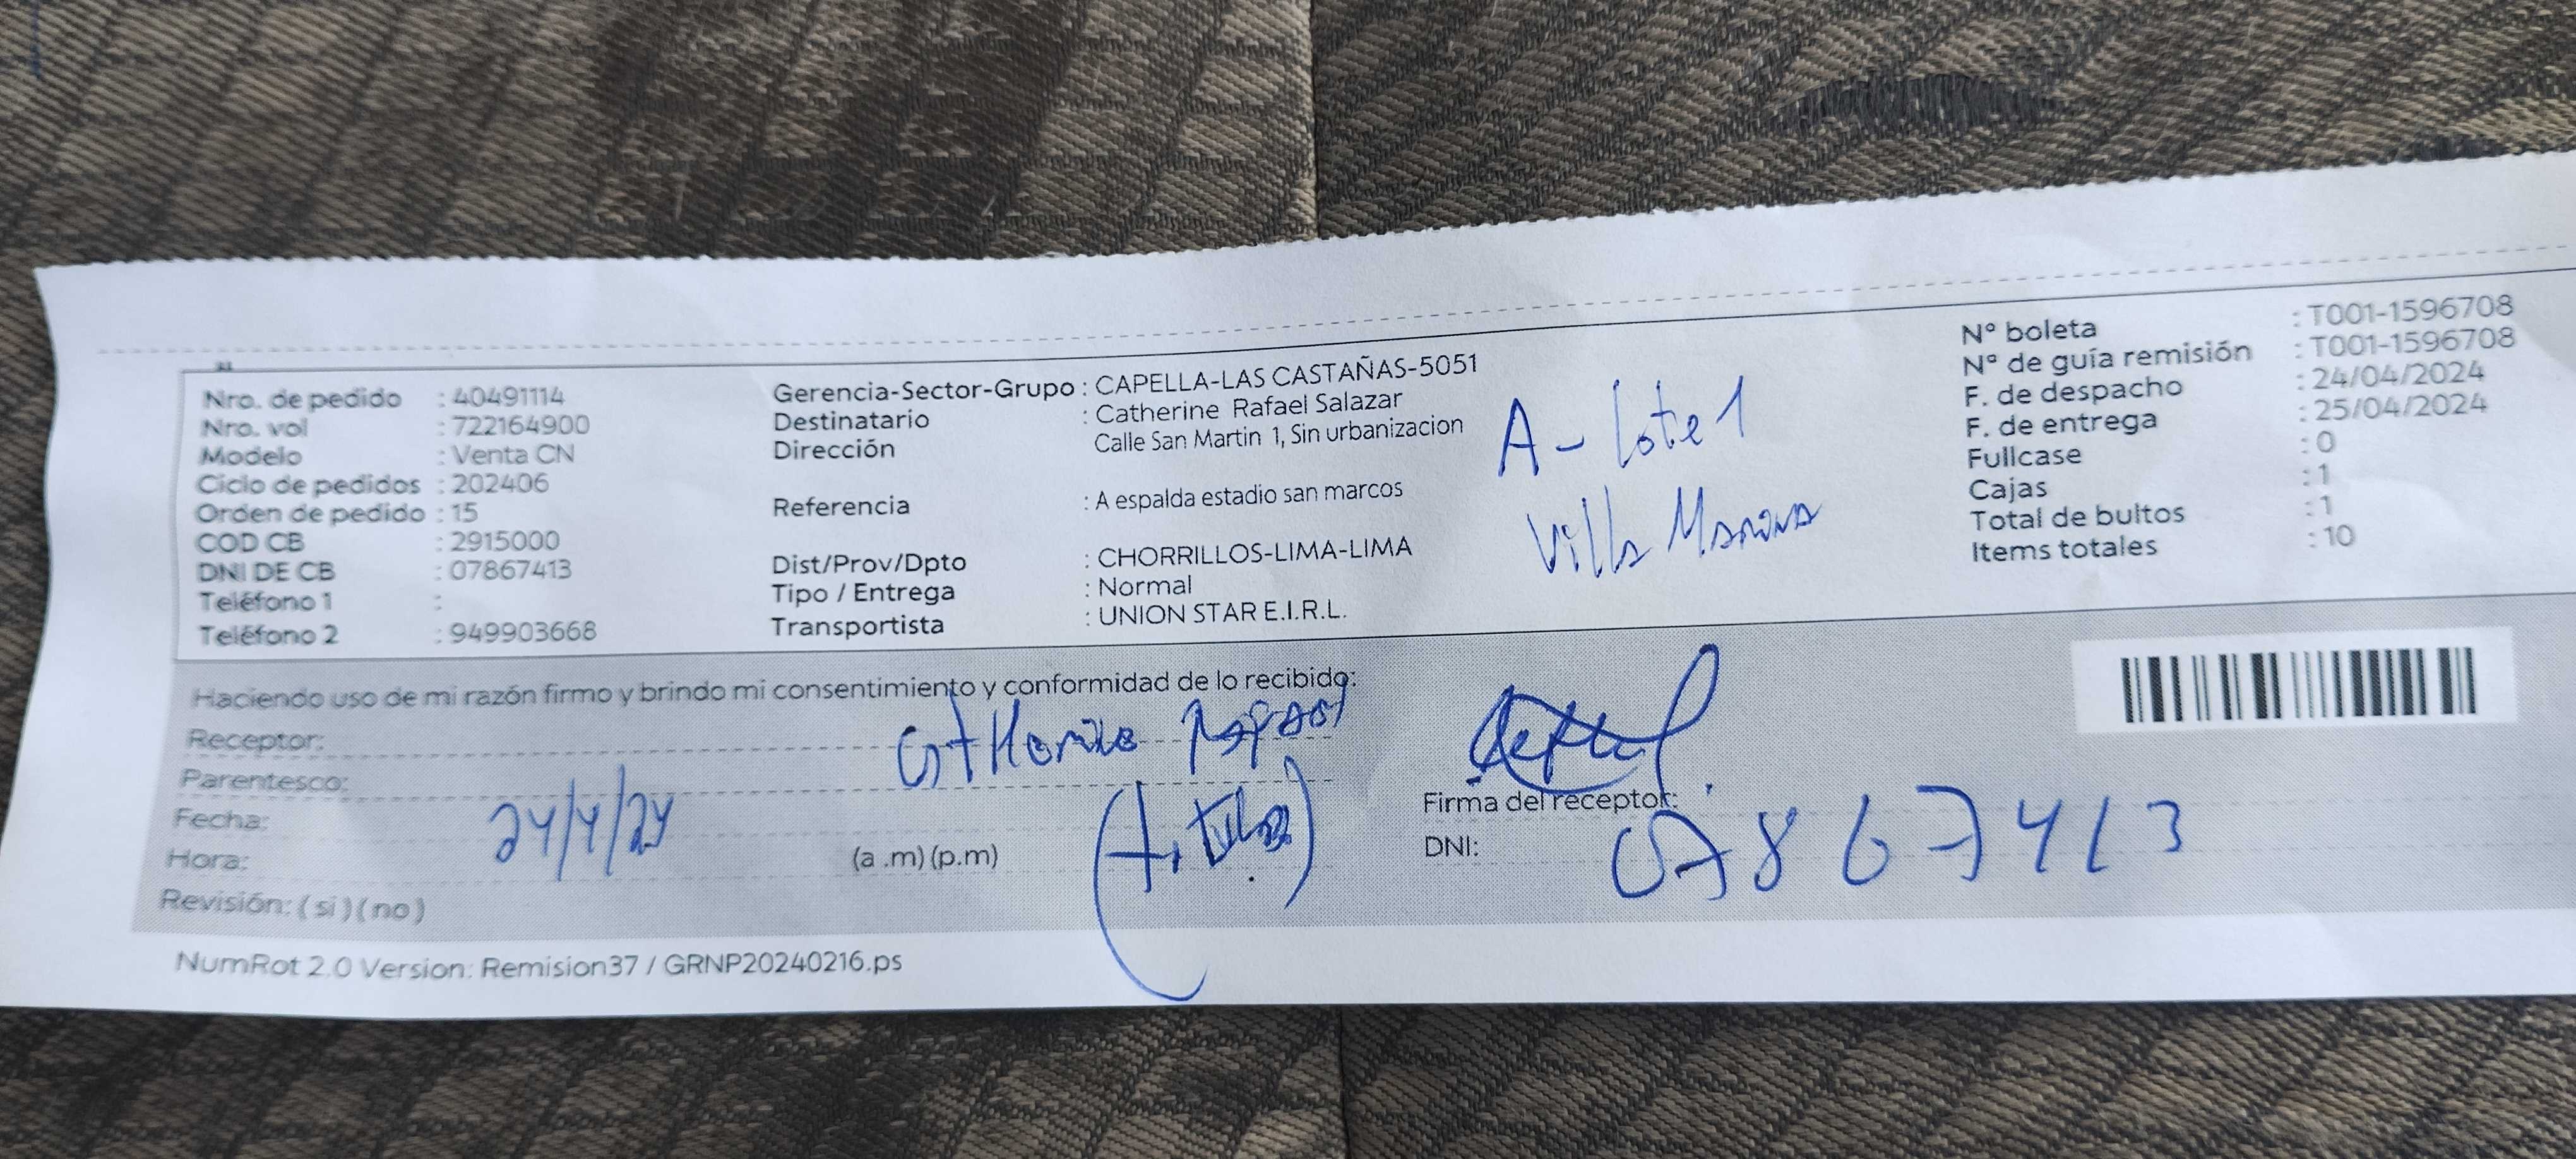 Nro. de pedido : 40491114
Nro. vol : 722164900
Modelo : Venta CN
Ciclo de pedidos : 202406
Orden de pedido : 15
COD CB : 2915000
DNI DE CB : 07867413
Teléfono 1 :
Teléfono 2 : 949903668
Gerencia-Sector-Grupo : CAPELLA-LAS CASTAÑAS-5051
Destinatario : Catherine Rafael Salazar
Dirección Calle San Martin 1, Sin urbanizacion
Referencia : A espalda estadio san marcos
Dist/Prov/Dpto : CHORRILLOS-LIMA-LIMA
Tipo / Entrega : Normal
Transportista : UNION STAR E.I.R.L.
A - Lote 1
Villa Marina
N° boleta : T001-1596708
N° de guía remisión : T001-1596708
F. de despacho : 24/04/2024
F. de entrega : 25/04/2024
Fullcase : 0
Cajas : 1
Total de bultos : 1
Items totales : 10
Haciendo uso de mi razón firmo y brindo mi consentimiento y conformidad de lo recibido:
Receptor: Catherine Rafael
Parentesco:
Fecha: 24/4/24
Hora: (a .m) (p.m)
Revisión: ( si ) ( no )
Firma del receptor:
DNI: 07867413
NumRot 2.0 Version: Remision37 / GRNP20240216.ps